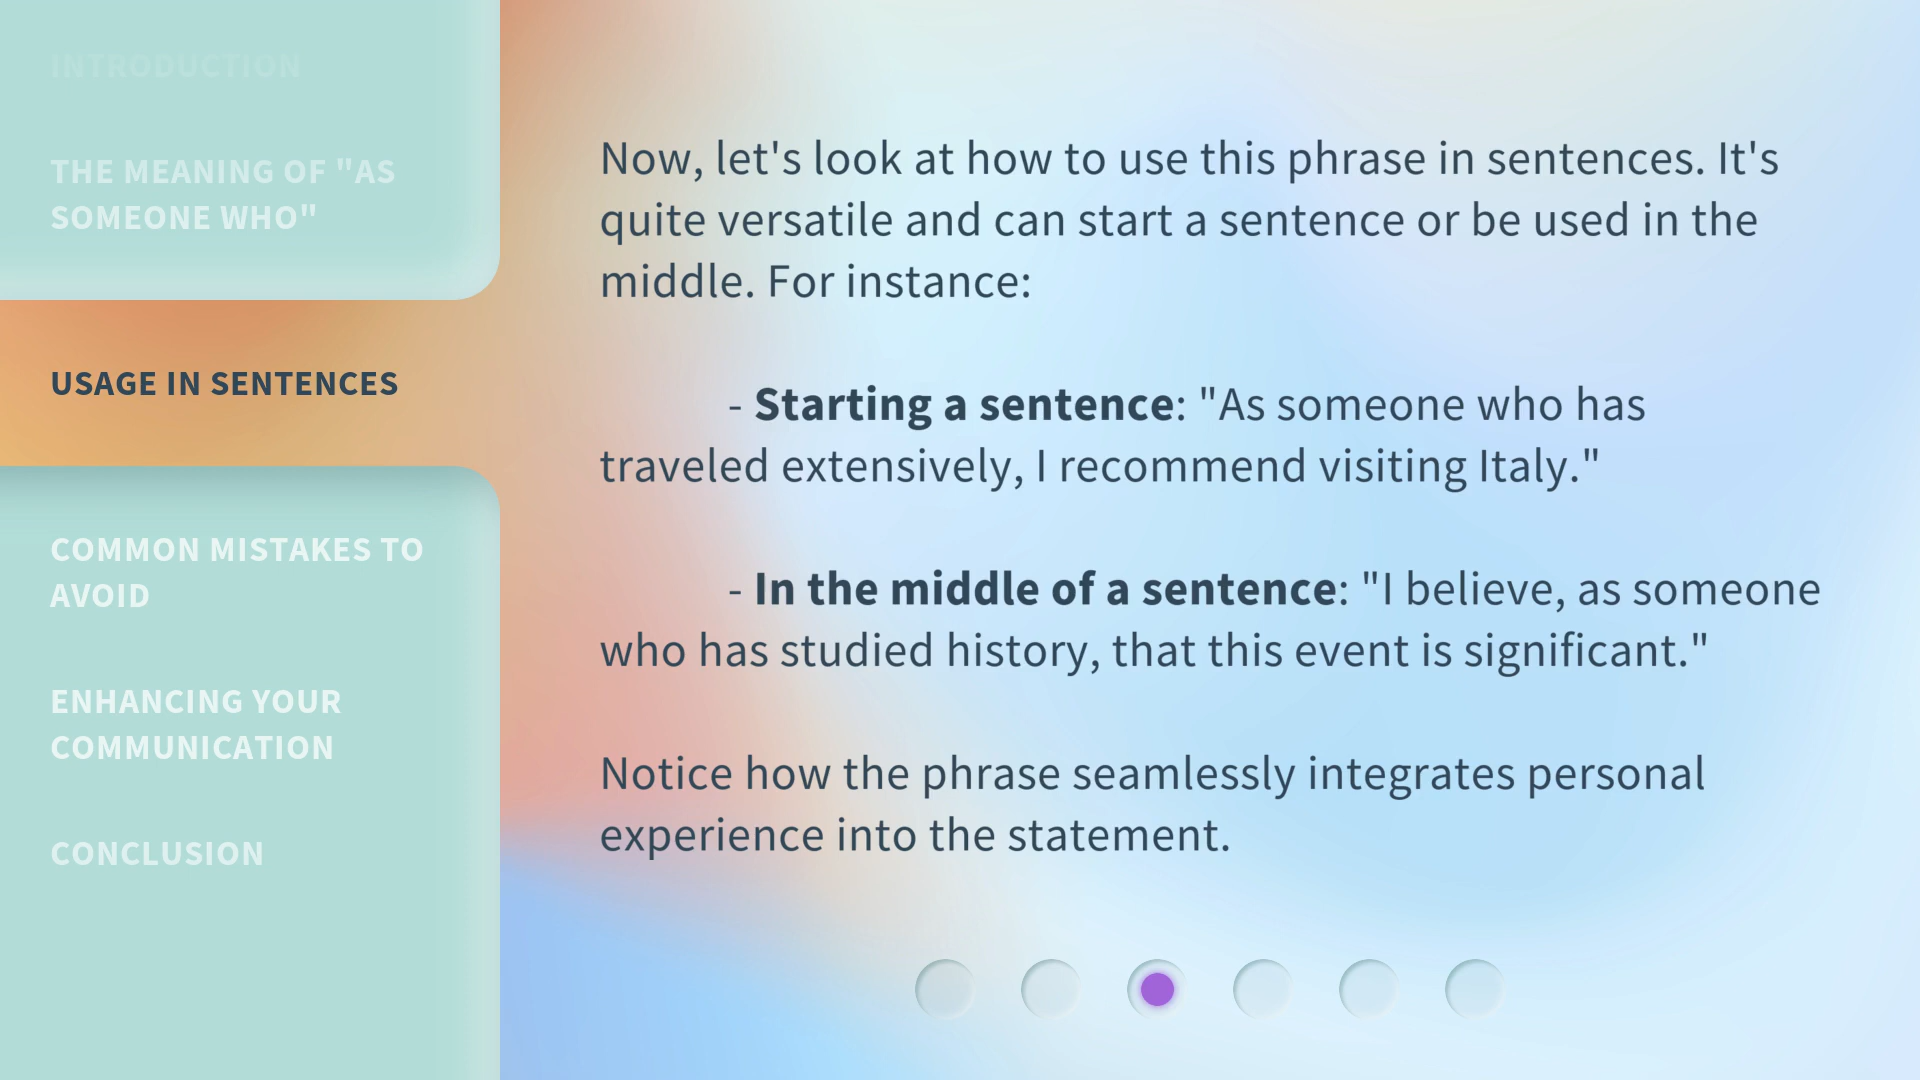 INTRODUCTION
THE MEANING OF "AS
SOMEONE WHO"
USAGE IN SENTENCES
COMMON MISTAKES TO
AVOID
ENHANCING YOUR
COMMUNICATION
CONCLUSION
Now, let's look at how to use this phrase in sentences. It's
quite versatile and can start a sentence or be used in the
middle. For instance:
- Starting a sentence: "As someone who has
traveled extensively, I recommend visiting Italy."
- In the middle of a sentence: "I believe, as someone
who has studied history, that this event is significant."
Notice how the phrase seamlessly integrates personal
experience into the statement.